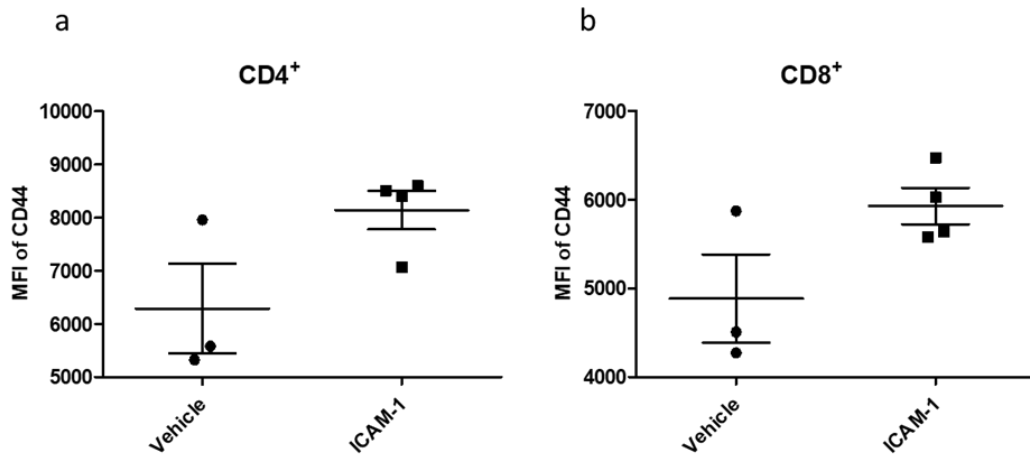 a
CD4+
MFI of CD44
10000
9000
8000
7000
6000
5000
Vehicle
ICAM-1
b
CD8+
MFI of CD44
7000
6000
5000
4000
Vehicle
ICAM-1